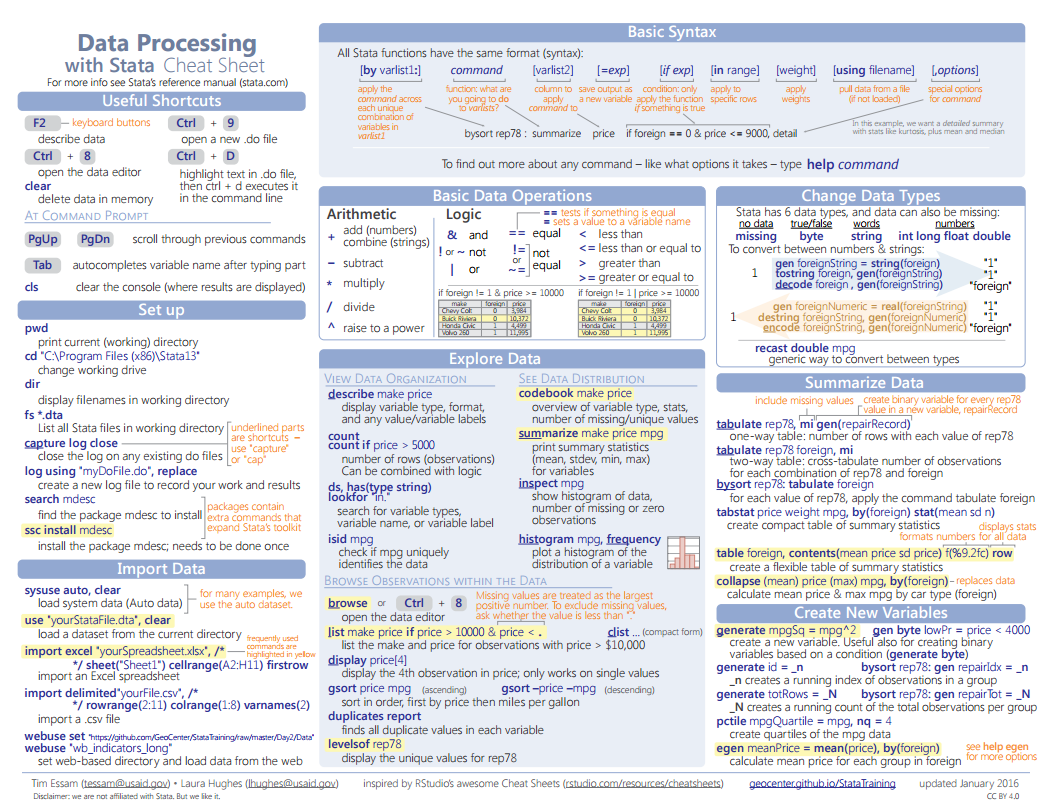 Data Processing
with Stata Cheat Sheet
For more info see Stata's reference manual (stata.com)
Useful Shortcuts
F2 — keyboard buttons
describe data
Ctrl + 9
open a new .do file
Ctrl + 8
open the data editor
Ctrl + D
highlight text in .do file,
then ctrl + d executes it
in the command line
clear
delete data in memory
AT COMMAND PROMPT
PgUp PgDn scroll through previous commands
Tab autocompletes variable name after typing part
cls clear the console (where results are displayed)
Set up
pwd
print current (working) directory
cd "C:\Program Files (x86)\Stata13"
change working drive
dir
display filenames in working directory
fs *.dta
List all Stata files in working directory
capture log close
close the log on any existing do files
underlined parts
are shortcuts –
use "capture"
or "cap"
log using "myDoFile.do", replace
create a new log file to record your work and results
search mdesc
find the package mdesc to install
packages contain
extra commands that
expand Stata's toolkit
ssc install mdesc
install the package mdesc; needs to be done once
Import Data
sysuse auto, clear
load system data (Auto data)
for many examples, we
use the auto dataset.
use "yourStataFile.dta", clear
load a dataset from the current directory
frequently used
commands are
highlighted in yellow
import excel "yourSpreadsheet.xlsx", /*
*/ sheet("Sheet1") cellrange(A2:H11) firstrow
import an Excel spreadsheet
import delimited"yourFile.csv", /*
*/ rowrange(2:11) colrange(1:8) varnames(2)
import a .csv file
webuse set "https://github.com/GeoCenter/StataTraining/raw/master/Day2/Data"
webuse "wb_indicators_long"
set web-based directory and load data from the web
Basic Syntax
All Stata functions have the same format (syntax):
[by varlist1:] command [varlist2] [=exp] [if exp] [in range] [weight] [using filename] [,options]
apply the
command across
each unique
combination of
variables in
varlist1
function: what are
you going to do
to varlists?
column to
apply
command to
save output as
a new variable
condition: only
apply the function
if something is true
apply to
specific rows
apply
weights
pull data from a file
(if not loaded)
special options
for command
bysort rep78 : summarize price if foreign == 0 & price <= 9000, detail
In this example, we want a detailed summary
with stats like kurtosis, plus mean and median
To find out more about any command – like what options it takes – type help command
Basic Data Operations
Arithmetic
+ add (numbers)
combine (strings)
− subtract
* multiply
/ divide
^ raise to a power
Logic
== tests if something is equal
= sets a value to a variable name
& and
! or ~ not
| or
== equal
!= not
or equal
~=
< less than
<= less than or equal to
> greater than
>= greater or equal to
if foreign != 1 & price >= 10000
make foreign price
Chevy Colt 0 3,984
Buick Riviera 0 10,372
Honda Civic 1 4,499
Volvo 260 1 11,995
if foreign != 1 | price >= 10000
make foreign price
Chevy Colt 0 3,984
Buick Riviera 0 10,372
Honda Civic 1 4,499
Volvo 260 1 11,995
Explore Data
VIEW DATA ORGANIZATION
describe make price
display variable type, format,
and any value/variable labels
count
count if price > 5000
number of rows (observations)
Can be combined with logic
ds, has(type string)
lookfor "in."
search for variable types,
variable name, or variable label
isid mpg
check if mpg uniquely
identifies the data
SEE DATA DISTRIBUTION
codebook make price
overview of variable type, stats,
number of missing/unique values
summarize make price mpg
print summary statistics
(mean, stdev, min, max)
for variables
inspect mpg
show histogram of data,
number of missing or zero
observations
histogram mpg, frequency
plot a histogram of the
distribution of a variable
BROWSE OBSERVATIONS WITHIN THE DATA
browse or Ctrl + 8
open the data editor
Missing values are treated as the largest
positive number. To exclude missing values,
ask whether the value is less than "."
list make price if price > 10000 & price < . clist ... (compact form)
list the make and price for observations with price > $10,000
display price[4]
display the 4th observation in price; only works on single values
gsort price mpg (ascending) gsort –price –mpg (descending)
sort in order, first by price then miles per gallon
duplicates report
finds all duplicate values in each variable
levelsof rep78
display the unique values for rep78
Change Data Types
Stata has 6 data types, and data can also be missing:
no data true/false words numbers
missing byte string int long float double
To convert between numbers & strings:
1 gen foreignString = string(foreign) "1"
tostring foreign, gen(foreignString) "1"
decode foreign , gen(foreignString) "foreign"
1 gen foreignNumeric = real(foreignString) "1"
destring foreignString, gen(foreignNumeric) "1"
encode foreignString, gen(foreignNumeric) "foreign"
recast double mpg
generic way to convert between types
Summarize Data
include missing values
create binary variable for every rep78
value in a new variable, repairRecord
tabulate rep78, mi gen(repairRecord)
one-way table: number of rows with each value of rep78
tabulate rep78 foreign, mi
two-way table: cross-tabulate number of observations
for each combination of rep78 and foreign
bysort rep78: tabulate foreign
for each value of rep78, apply the command tabulate foreign
tabstat price weight mpg, by(foreign) stat(mean sd n)
create compact table of summary statistics
displays stats
formats numbers for all data
table foreign, contents(mean price sd price) f(%9.2fc) row
create a flexible table of summary statistics
collapse (mean) price (max) mpg, by(foreign) – replaces data
calculate mean price & max mpg by car type (foreign)
Create New Variables
generate mpgSq = mpg^2 gen byte lowPr = price < 4000
create a new variable. Useful also for creating binary
variables based on a condition (generate byte)
generate id = _n bysort rep78: gen repairIdx = _n
_n creates a running index of observations in a group
generate totRows = _N bysort rep78: gen repairTot = _N
_N creates a running count of the total observations per group
pctile mpgQuartile = mpg, nq = 4
create quartiles of the mpg data
egen meanPrice = mean(price), by(foreign)
calculate mean price for each group in foreign
see help egen
for more options
Tim Essam (tessam@usaid.gov) • Laura Hughes (lhughes@usaid.gov) inspired by RStudio's awesome Cheat Sheets (rstudio.com/resources/cheatsheets) geocenter.github.io/StataTraining updated January 2016
Disclaimer: we are not affiliated with Stata. But we like it. CC BY 4.0